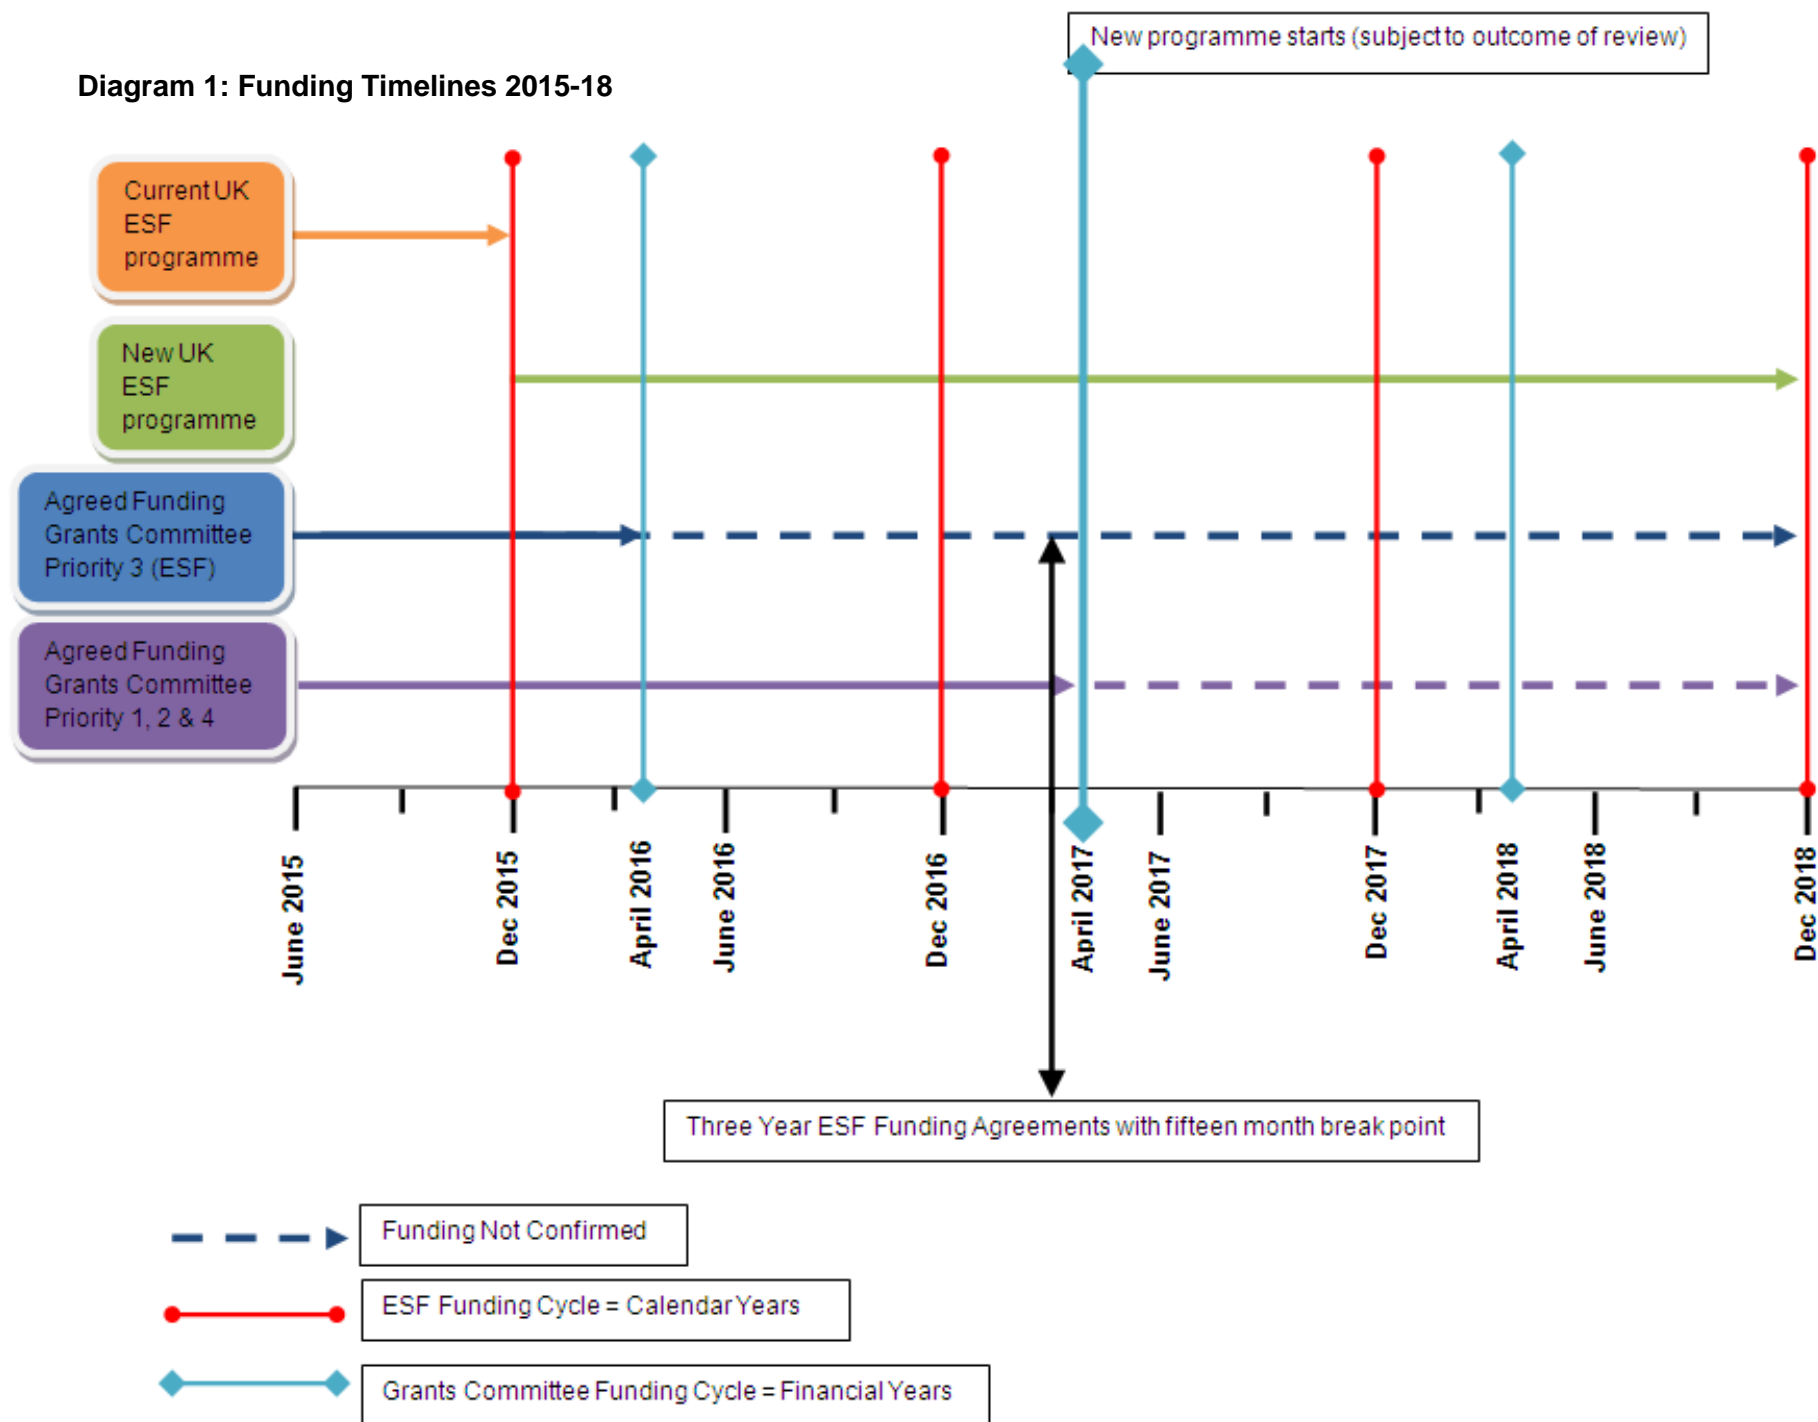 New programme starts (subject to outcome of review)
Diagram 1: Funding Timelines 2015-18
Current UK
ESF
programme
New UK
ESF
programme
Agreed Funding
Grants Committee
Priority 3 (ESF)
Agreed Funding
Grants Committee
Priority 1, 2 & 4
June 2015
Dec 2015
April 2016
June 2016
Dec 2016
April 2017
June 2017
Dec 2017
April 2018
June 2018
Dec 2018
Three Year ESF Funding Agreements with fifteen month break point
Funding Not Confirmed
ESF Funding Cycle = Calendar Years
Grants Committee Funding Cycle = Financial Years